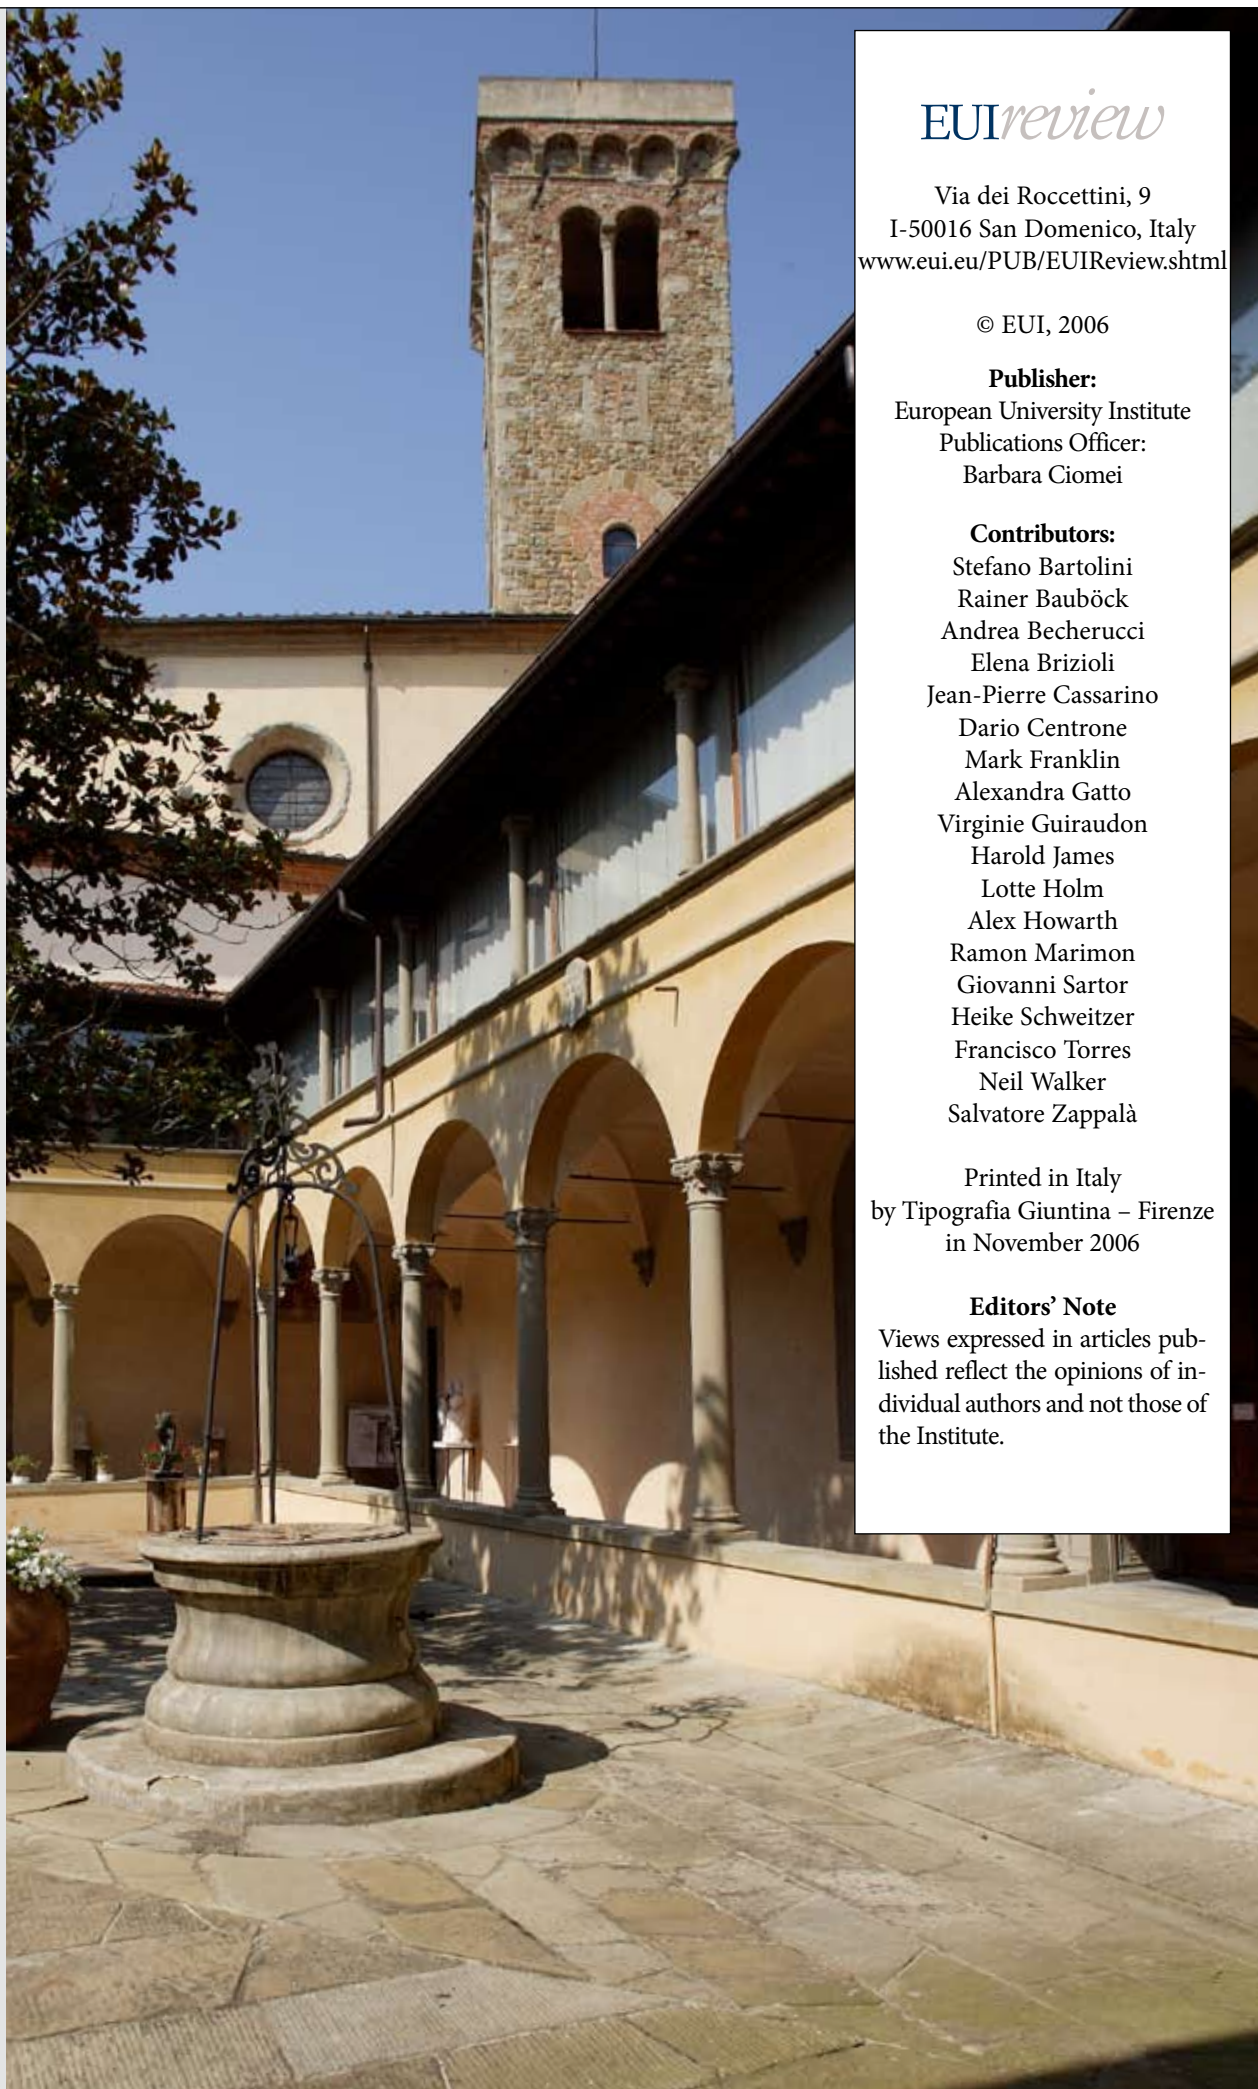 EUIreview
Via dei Roccettini, 9
I-50016 San Domenico, Italy
www.eui.eu/PUB/EUIReview.shtml
© EUI, 2006
Publisher:
European University Institute
Publications Officer:
Barbara Ciomei
Contributors:
Stefano Bartolini
Rainer Bauböck
Andrea Becherucci
Elena Brizioli
Jean-Pierre Cassarino
Dario Centrone
Mark Franklin
Alexandra Gatto
Virginie Guiraudon
Harold James
Lotte Holm
Alex Howarth
Ramon Marimon
Giovanni Sartor
Heike Schweitzer
Francisco Torres
Neil Walker
Salvatore Zappalà
Printed in Italy
by Tipografia Giuntina – Firenze
in November 2006
Editors’ Note
Views expressed in articles pub-
lished reflect the opinions of in-
dividual authors and not those of
the Institute.